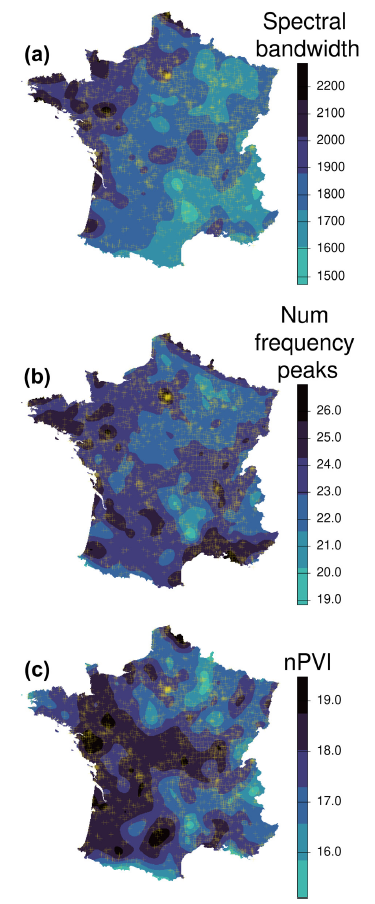 (a)
Spectral
bandwidth
2200
2100
2000
1900
1800
1700
1600
1500
(b)
Num
frequency
peaks
26.0
25.0
24.0
23.0
22.0
21.0
20.0
19.0
(c)
nPVI
19.0
18.0
17.0
16.0